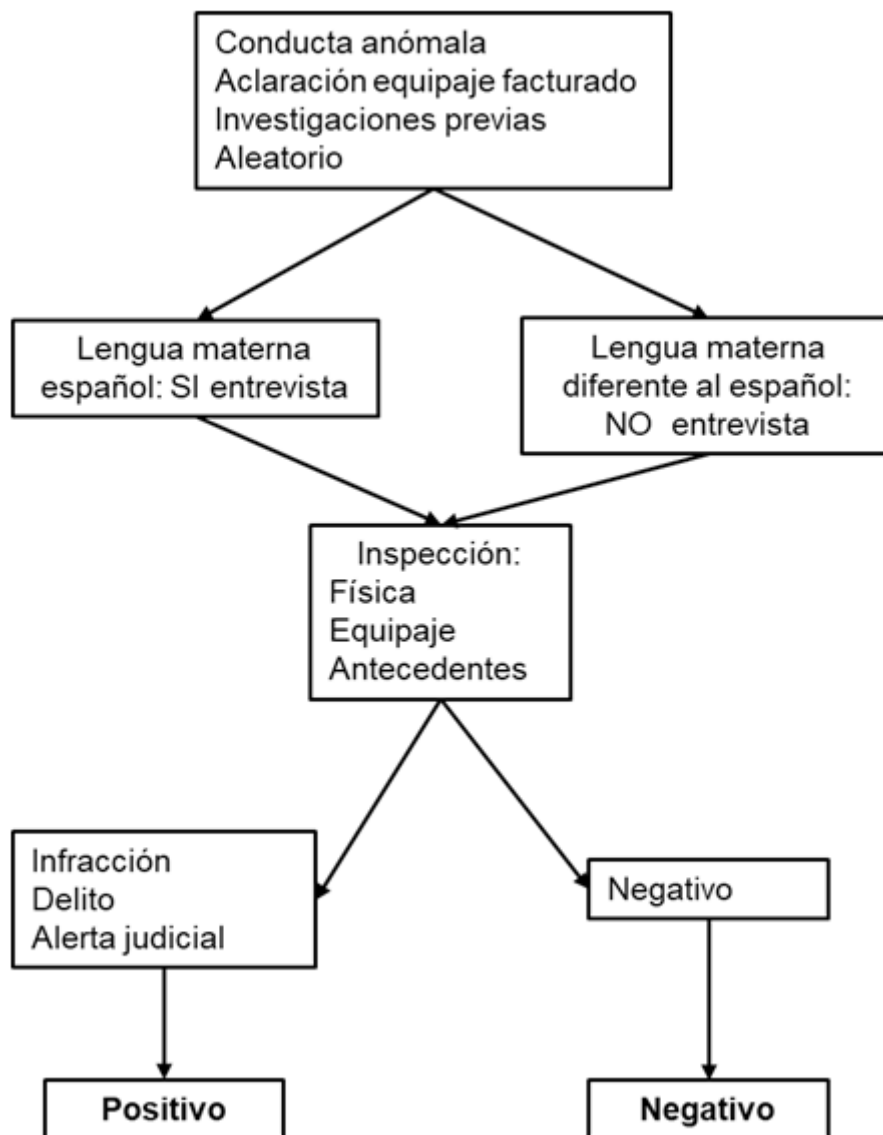 Conducta anómala
Aclaración equipaje facturado
Investigaciones previas
Aleatorio
Lengua materna
español: SI entrevista
Lengua materna
diferente al español:
NO entrevista
Inspección:
Física
Equipaje
Antecedentes
Infracción
Delito
Alerta judicial
Negativo
Positivo
Negativo